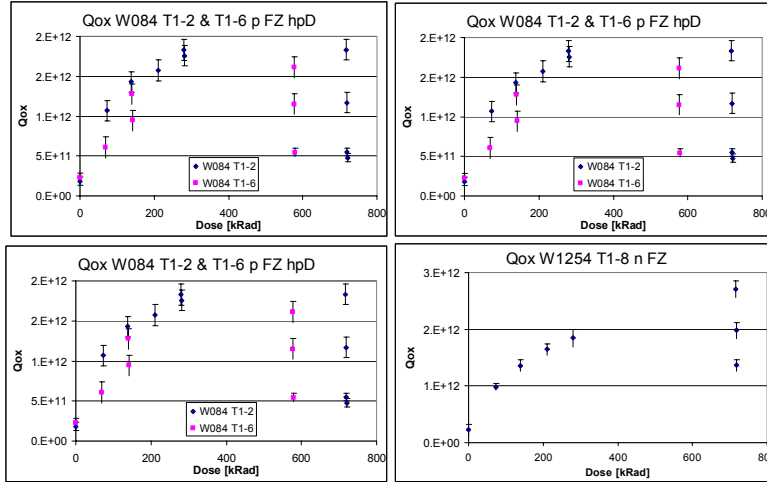 Qox W084 T1-2 & T1-6 p FZ hpD
2.E+12
2.E+12
1.E+12
5.E+11
0.E+00
Qox
W084 T1-2
W084 T1-6
0 200 400 600 800
Dose [kRad]
Qox W084 T1-2 & T1-6 p FZ hpD
2.E+12
2.E+12
1.E+12
5.E+11
0.E+00
Qox
W084 T1-2
W084 T1-6
0 200 400 600 800
Dose [kRad]
Qox W084 T1-2 & T1-6 p FZ hpD
2.E+12
2.E+12
1.E+12
5.E+11
0.E+00
Qox
W084 T1-2
W084 T1-6
0 200 400 600 800
Dose [kRad]
Qox W1254 T1-8 n FZ
3.E+12
2.E+12
1.E+12
0.E+00
Qox
0 200 400 600 800
Dose [kRad]